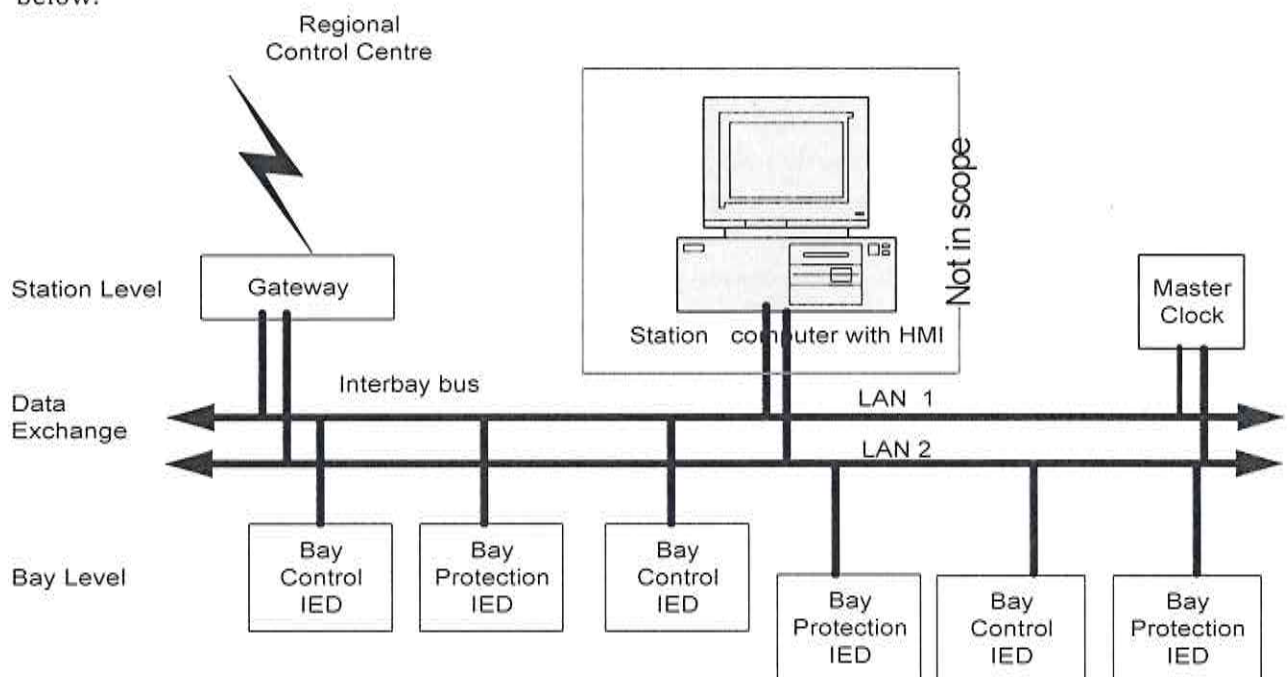 below.
Regional
Control Centre
Not in scope
Station Level
Gateway
Master
Clock
Station computer with HMI
Interbay bus
LAN 1
Data
Exchange
LAN 2
Bay Level
Bay
Control
IED
Bay
Protection
IED
Bay
Control
IED
Bay
Protection
IED
Bay
Control
IED
Bay
Protection
IED